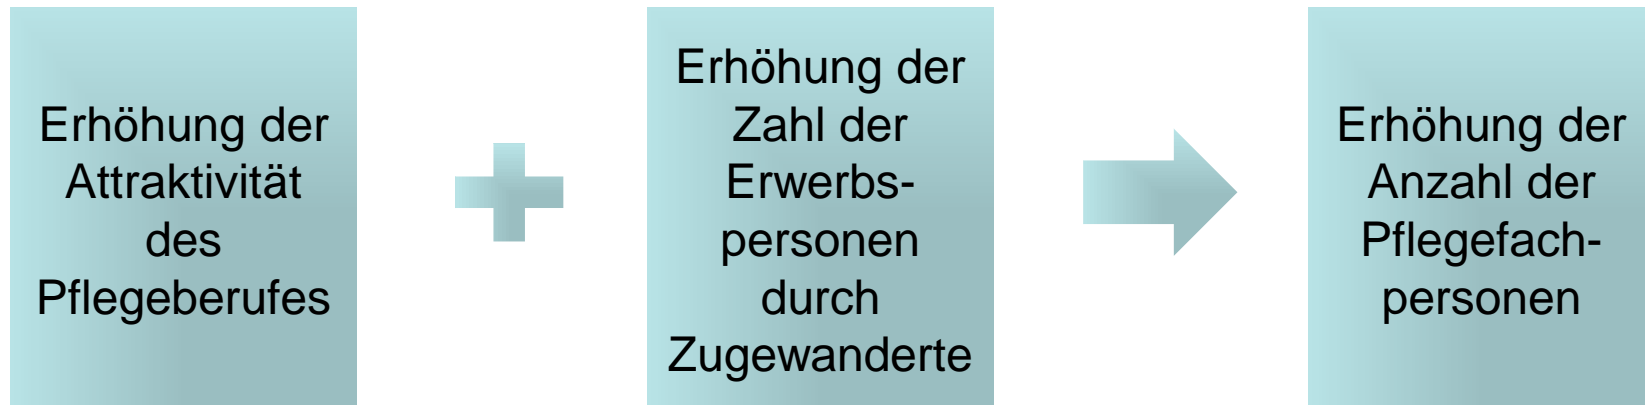 Erhöhung der
Attraktivität
des
Pflegeberufes
Erhöhung der
Zahl der
Erwerbs-
personen
durch
Zugewanderte
Erhöhung der
Anzahl der
Pflegefach-
personen